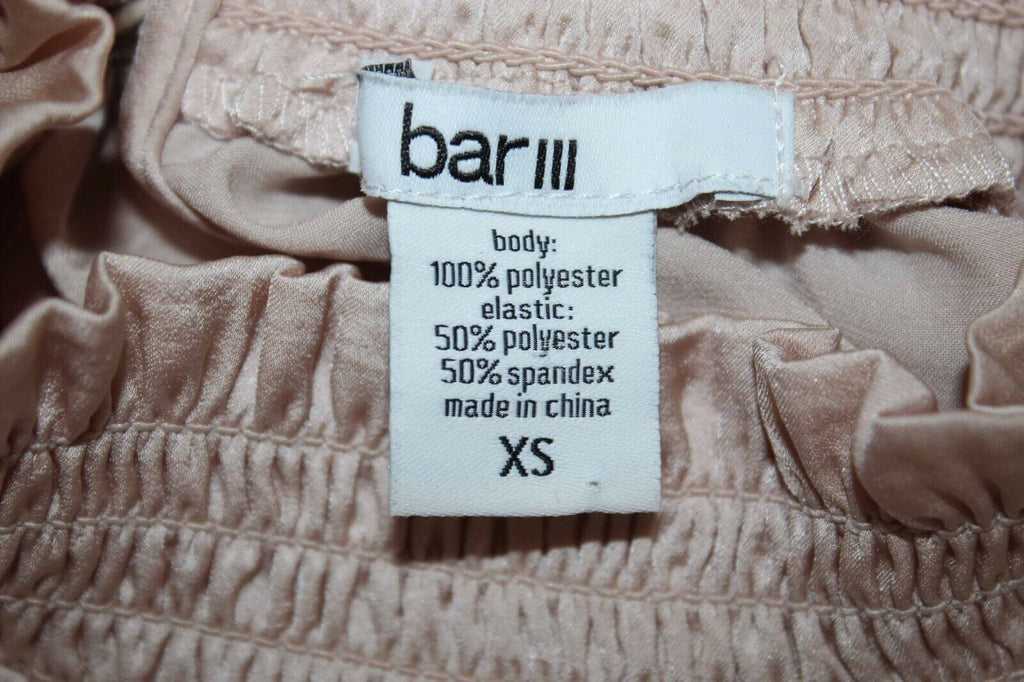 bar III
body:
100% polyester
elastic:
50% polyester
50% spandex
made in china
XS